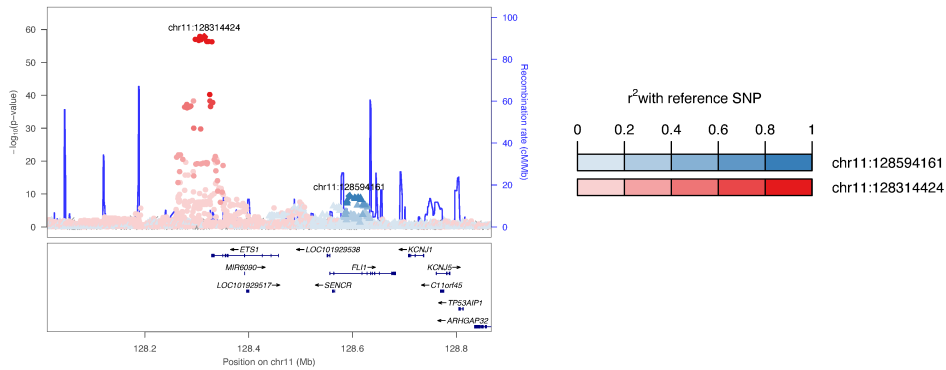 chr11:128314424
chr11:128594161
60
50
40
30
20
10
0
−log10(p−value)
100
80
60
40
20
0
Recombination rate (cM/Mb)
←ETS1
MIR6090→
LOC101929517→
←LOC101929538
FLI1→
←SENCR
←KCNJ1
KCNJ5→
←C11orf45
←TP53AIP1
←ARHGAP32
128.2 128.4 128.6 128.8
Position on chr11 (Mb)
r2 with reference SNP
0 0.2 0.4 0.6 0.8 1
chr11:128594161
chr11:128314424